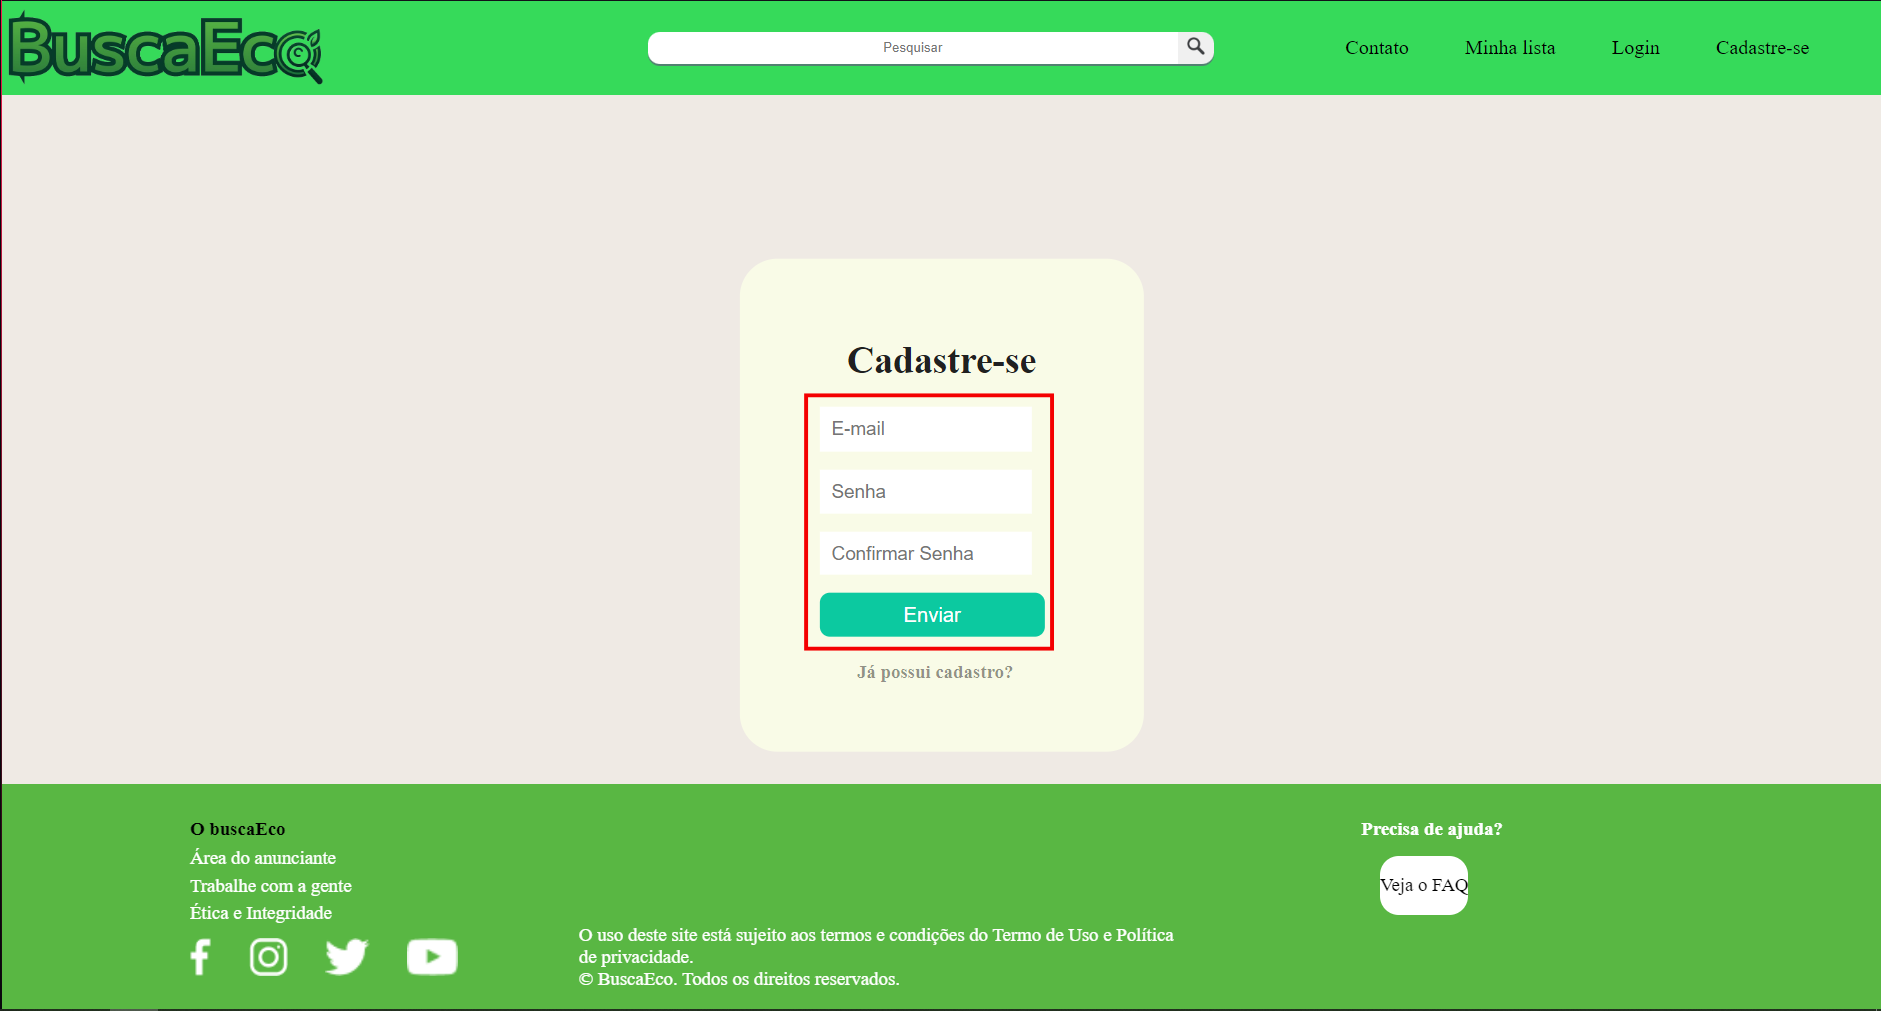 BuscaEco
Pesquisar
Contato
Minha lista
Login
Cadastre-se
Cadastre-se
E-mail
Senha
Confirmar Senha
Enviar
Já possui cadastro?
O buscaEco
Área do anunciante
Trabalhe com a gente
Ética e Integridade
O uso deste site está sujeito aos termos e condições do Termo de Uso e Política
de privacidade.
© BuscaEco. Todos os direitos reservados.
Precisa de ajuda?
Veja o FAQ